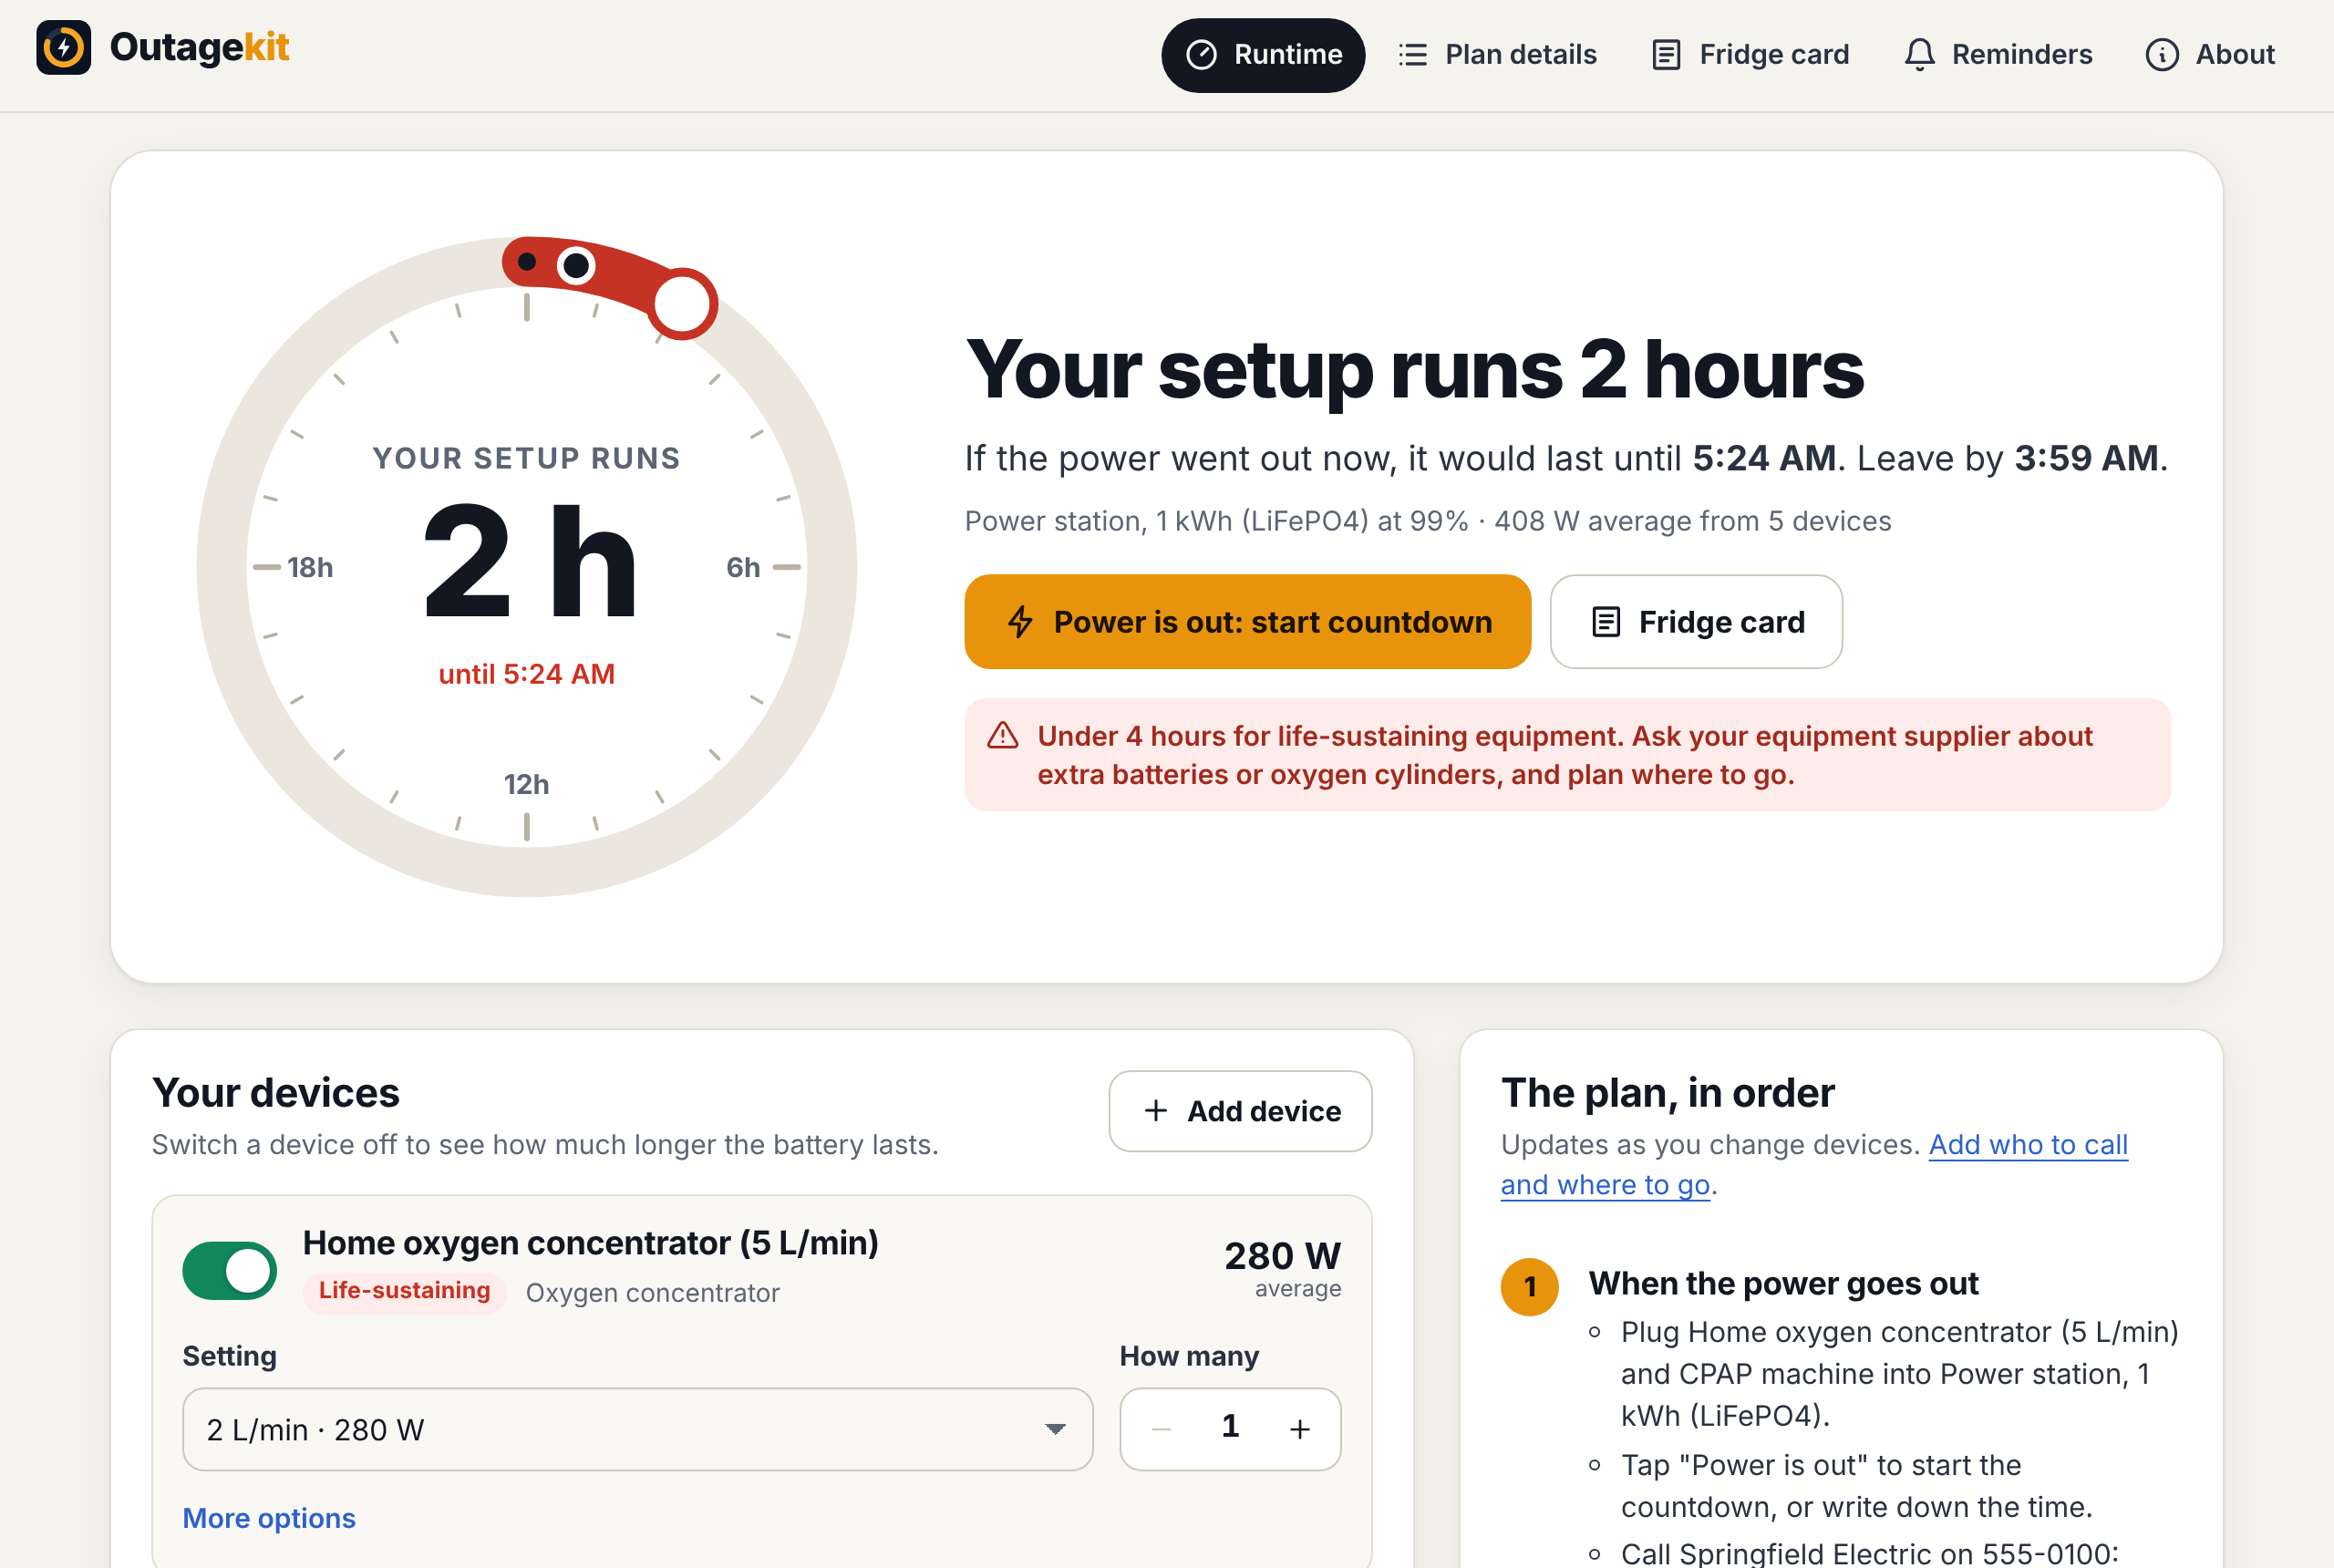 Outagekit
Runtime
Plan details
Fridge card
Reminders
About
YOUR SETUP RUNS
2 h
until 5:24 AM
18h
6h
12h
Your setup runs 2 hours
If the power went out now, it would last until 5:24 AM. Leave by 3:59 AM.
Power station, 1 kWh (LiFePO4) at 99% · 408 W average from 5 devices
Power is out: start countdown
Fridge card
Under 4 hours for life-sustaining equipment. Ask your equipment supplier about
extra batteries or oxygen cylinders, and plan where to go.
Your devices
Switch a device off to see how much longer the battery lasts.
+ Add device
Home oxygen concentrator (5 L/min)
Life-sustaining
Oxygen concentrator
280 W
average
Setting
How many
2 L/min · 280 W
− 1 +
More options
The plan, in order
Updates as you change devices. Add who to call
and where to go.
1
When the power goes out
Plug Home oxygen concentrator (5 L/min)
and CPAP machine into Power station, 1
kWh (LiFePO4).
Tap "Power is out" to start the
countdown, or write down the time.
Call Springfield Electric on 555-0100: